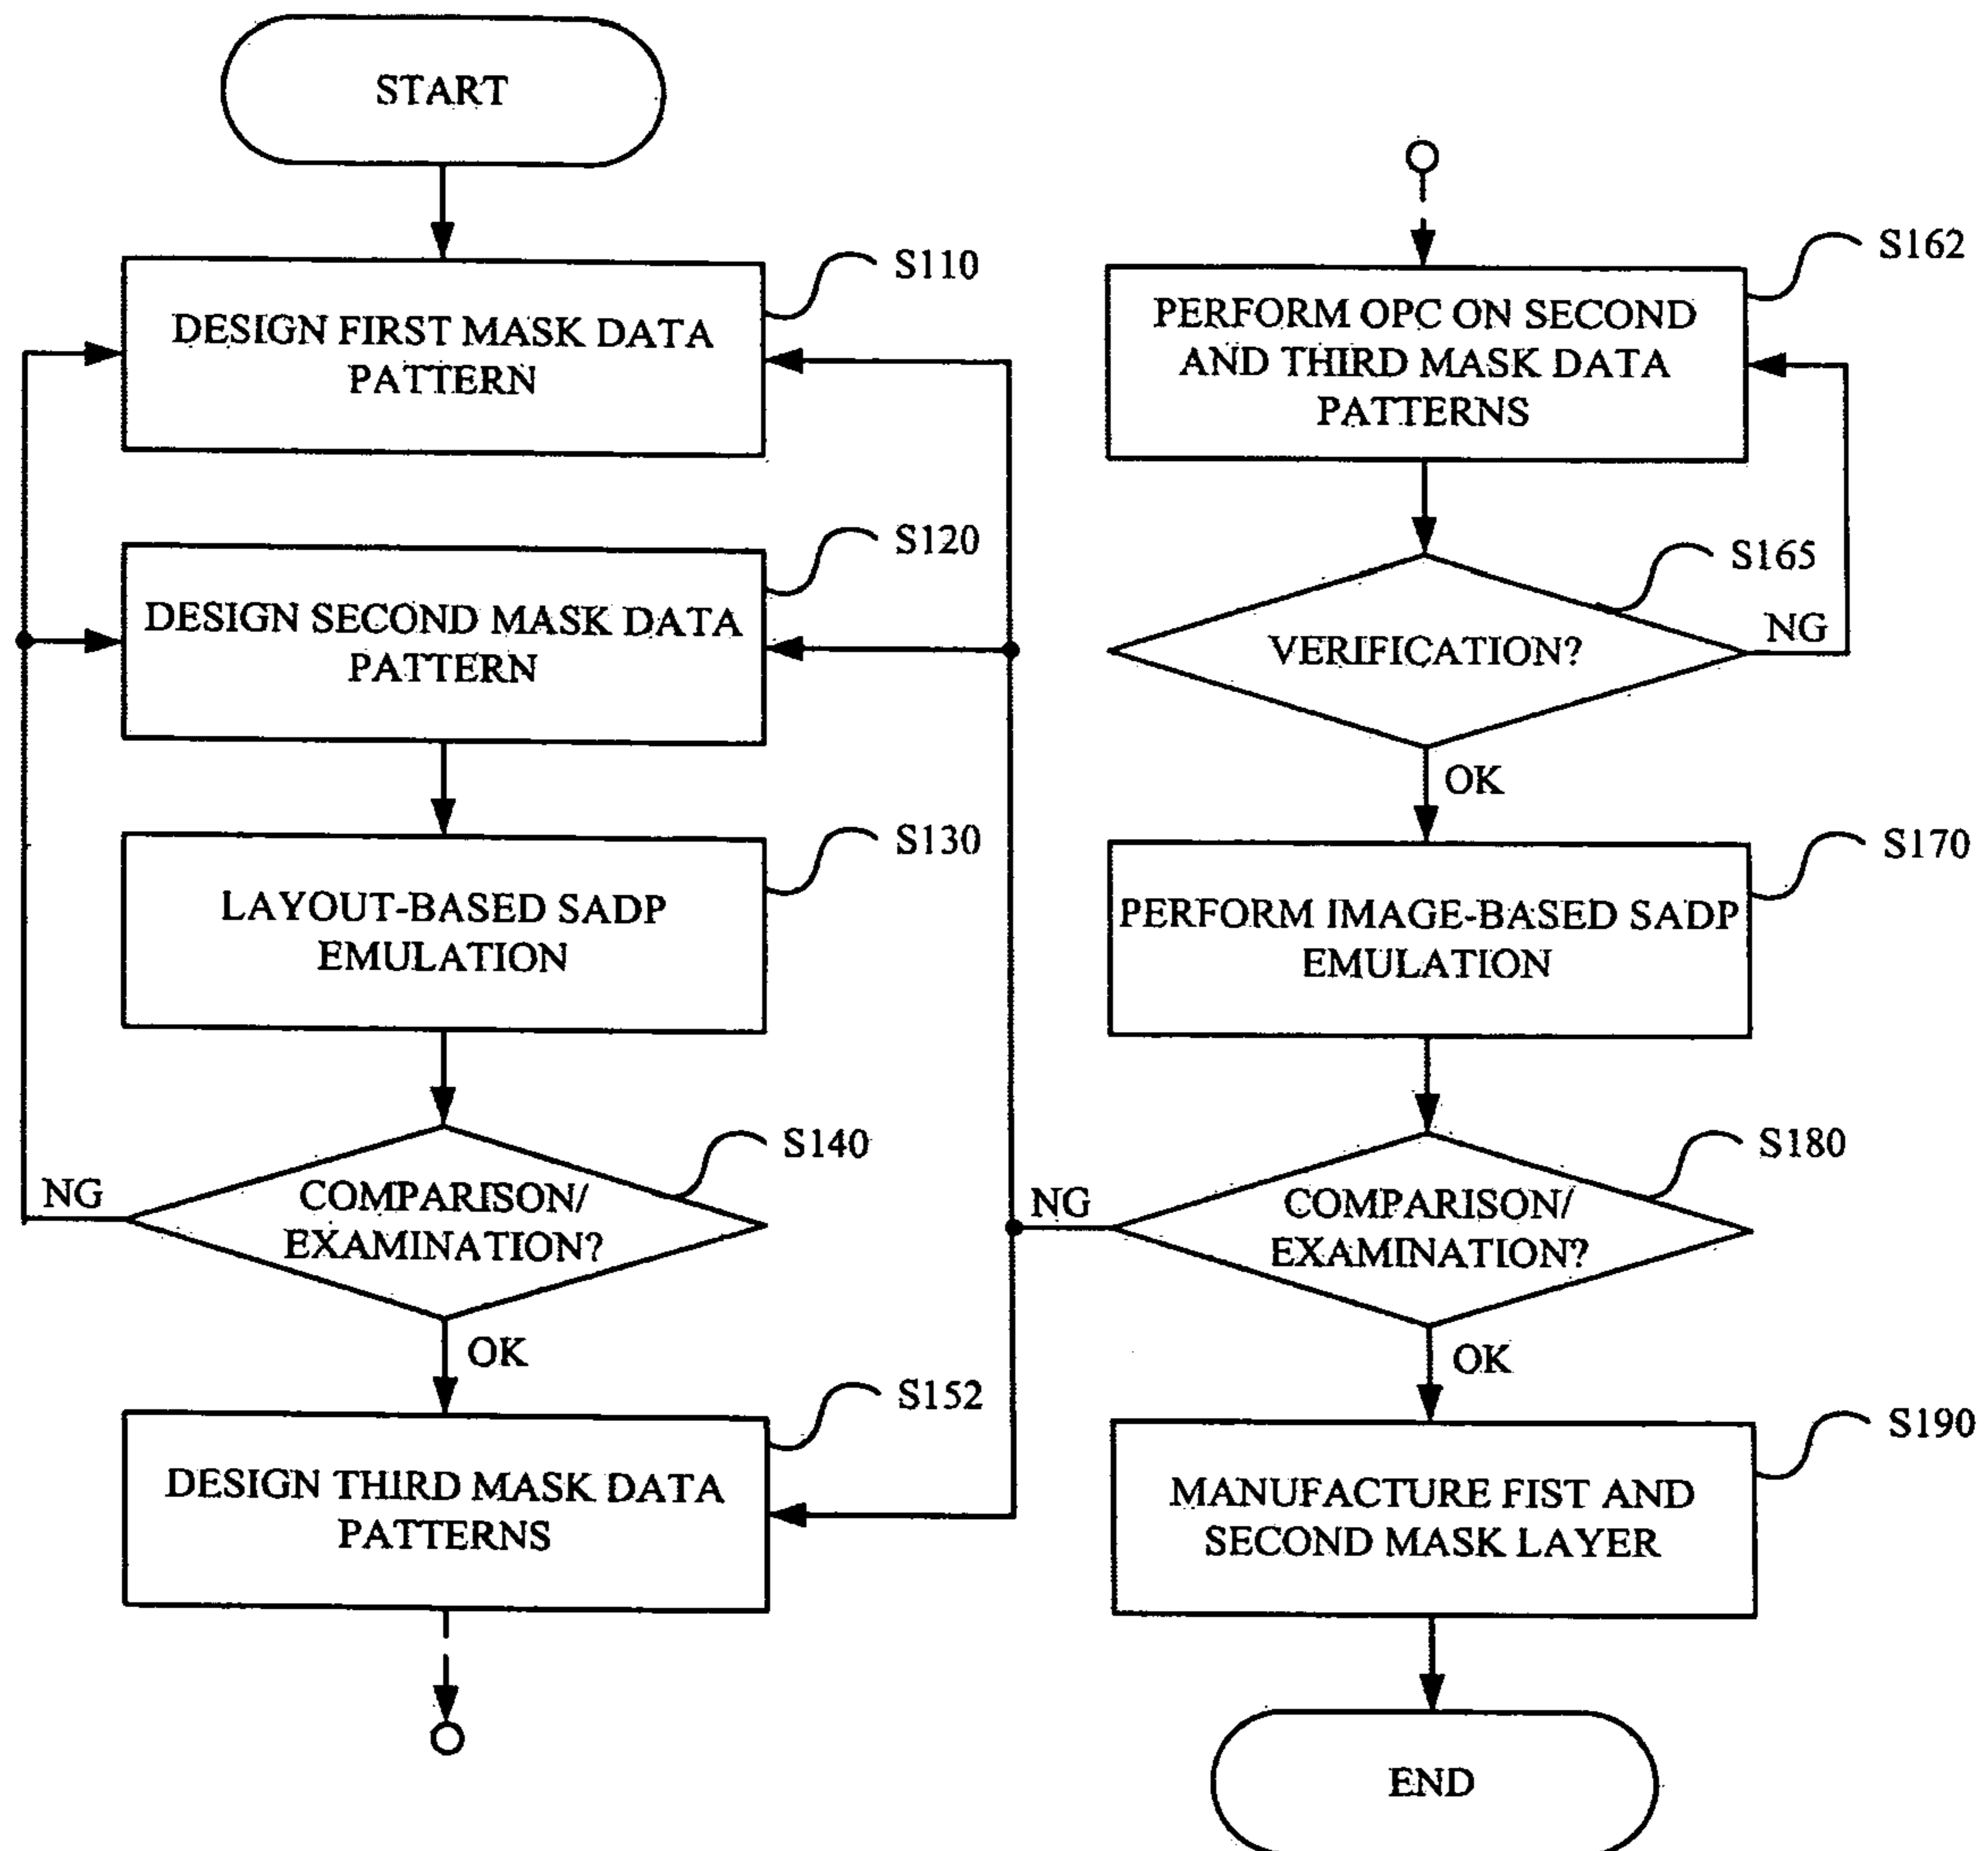 START
S110
DESIGN FIRST MASK DATA
PATTERN
S120
DESIGN SECOND MASK DATA
PATTERN
S130
LAYOUT-BASED SADP
EMULATION
S140
COMPARISON/
EXAMINATION?
NG
OK
S152
DESIGN THIRD MASK DATA
PATTERNS
S162
PERFORM OPC ON SECOND
AND THIRD MASK DATA
PATTERNS
S165
VERIFICATION?
NG
OK
S170
PERFORM IMAGE-BASED SADP
EMULATION
S180
COMPARISON/
EXAMINATION?
NG
OK
S190
MANUFACTURE FIST AND
SECOND MASK LAYER
END